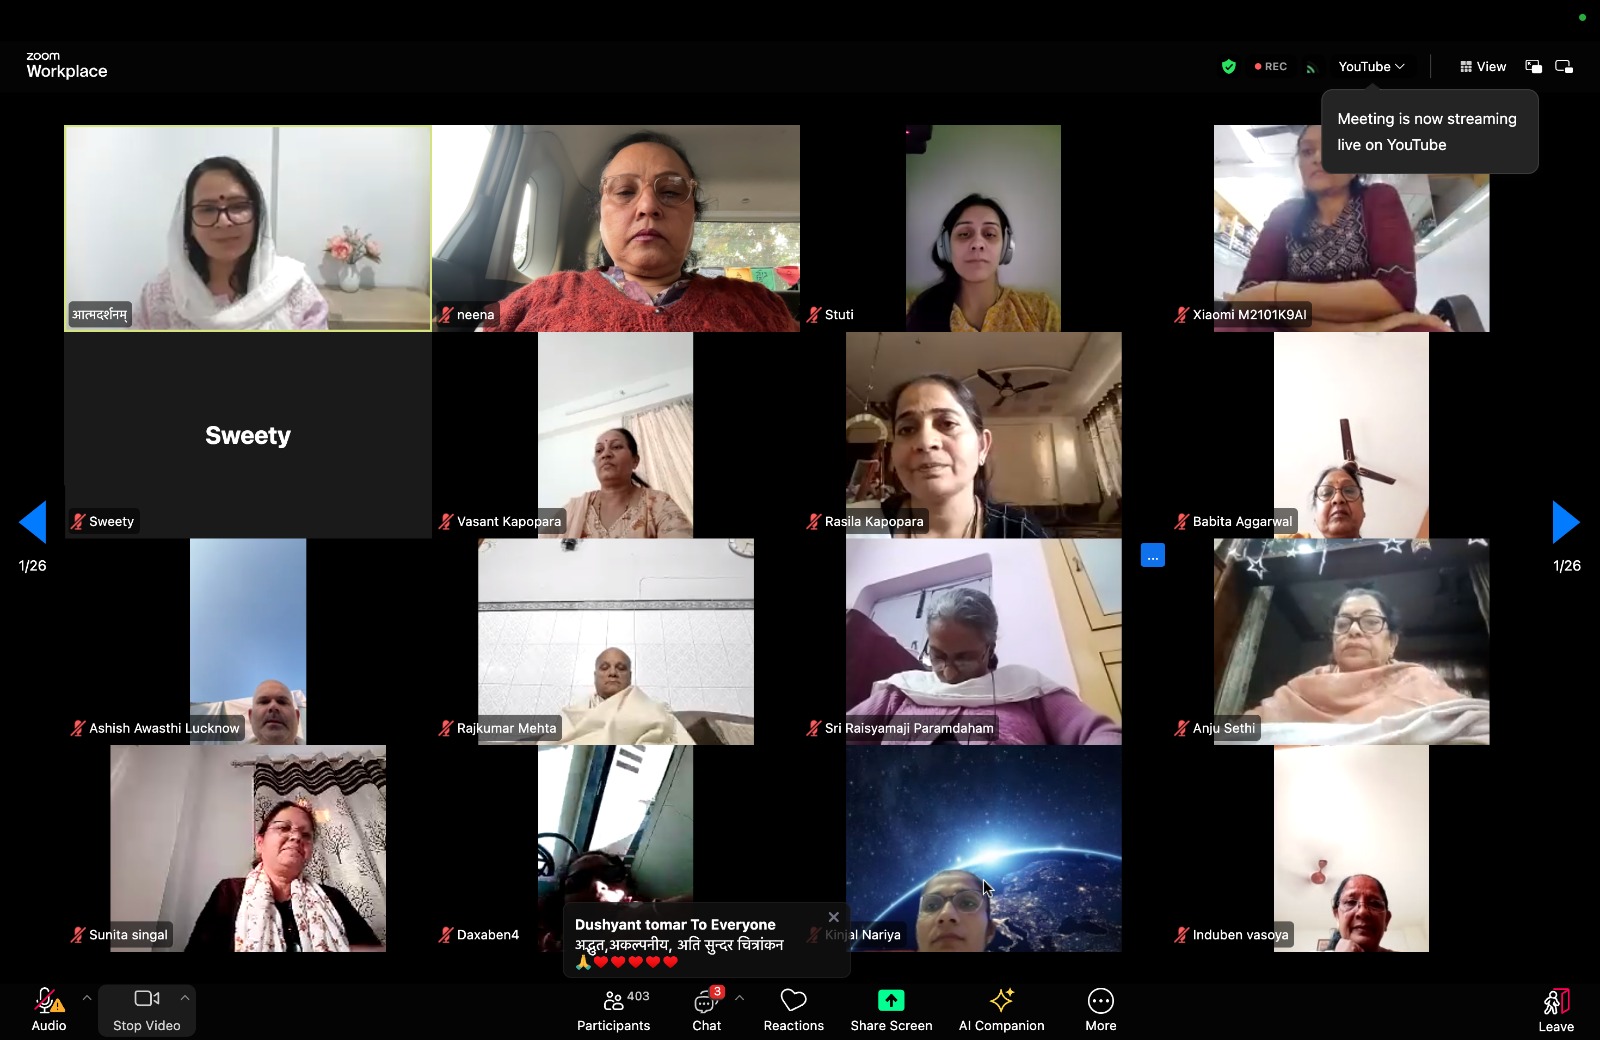 zoom
Workplace
REC
YouTube
View
Meeting is now streaming
live on YouTube
आत्मदर्शनम्
neena
Stuti
Xiaomi M2101K9AI
Sweety
Sweety
Vasant Kapopara
Rasila Kapopara
Babita Aggarwal
1/26
1/26
...
Ashish Awasthi Lucknow
Rajkumar Mehta
Sri Raisyamaji Paramdaham
Anju Sethi
Sunita singal
Daxaben4
Kinjal Nariya
Induben vasoya
Dushyant tomar To Everyone
अद्भुत,अकल्पनीय, अति सुन्दर चित्रांकन
🙏❤️❤️❤️❤️❤️
Audio
Stop Video
403
Participants
3
Chat
Reactions
Share Screen
AI Companion
More
Leave